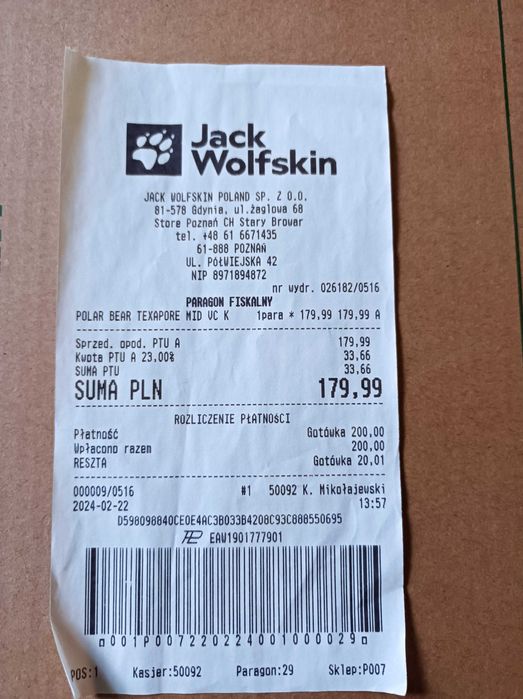 Jack
Wolfskin
JACK WOLFSKIN POLAND SP. Z O.O.
81-578 Gdynia, ul.żaglowa 68
Store Poznań CH Stary Browar
tel. +48 61 6671435
61-888 POZNAŃ
UL. PÓŁWIEJSKA 42
NIP 8971894872
nr wydr. 026182/0516
PARAGON FISKALNY
POLAR BEAR TEXAPORE MID VC K 1para * 179,99 179,99 A
Sprzed. opod. PTU A 179,99
Kwota PTU A 23,00% 33,66
SUMA PTU 33,66
SUMA PLN 179,99
ROZLICZENIE PŁATNOŚCI
Płatność Gotówka 200,00
Wpłacono razem 200,00
RESZTA Gotówka 20,01
000009/0516 #1 50092 K. Mikołajewski
2024-02-22 13:57
D598098840CE0E4AC3B033B4208C93C888550695
EAW1901777901
001P007220224001000029
POS:1 Kasjer:50092 Paragon:29 Sklep:P007